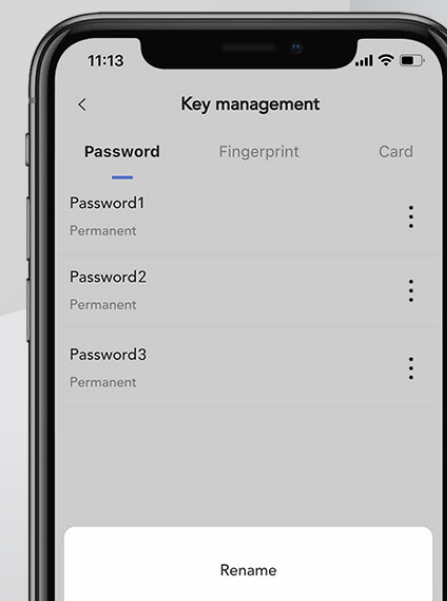 11:13
Key management
Password Fingerprint Card
Password1
Permanent
Password2
Permanent
Password3
Permanent
Rename